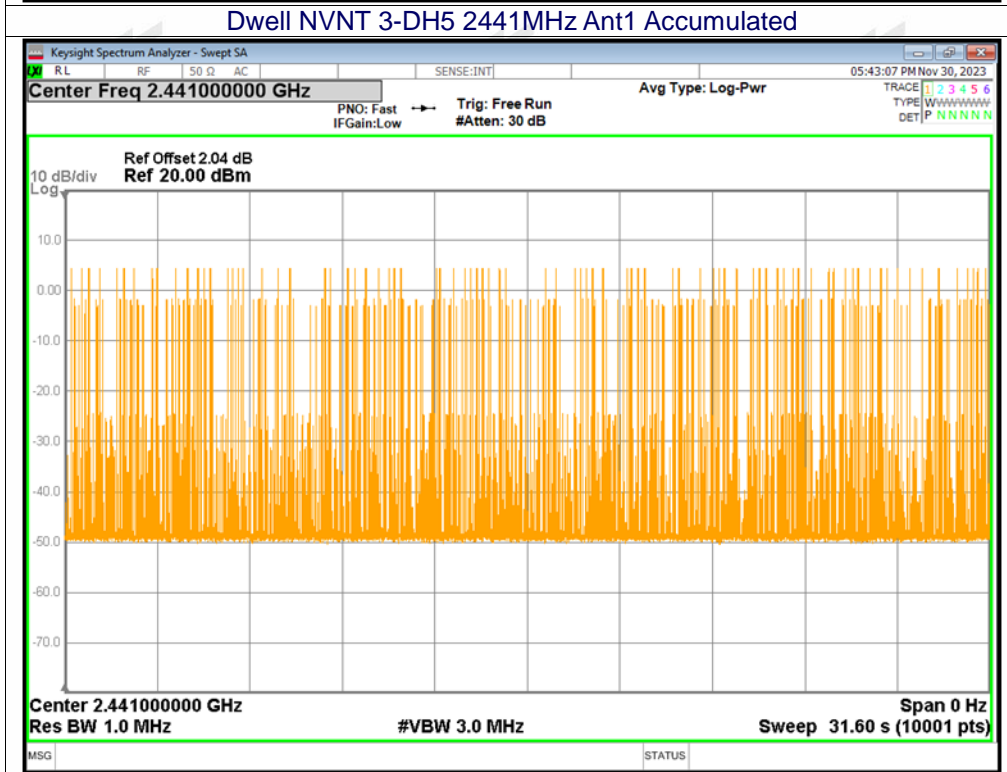 Dwell NVNT 3-DH5 2441MHz Ant1 Accumulated
Keysight Spectrum Analyzer - Swept SA
LXI RL RF 50 Ω AC SENSE:INT 05:43:07 PM Nov 30, 2023
Center Freq 2.441000000 GHz Avg Type: Log-Pwr TRACE 1 2 3 4 5 6
PNO: Fast Trig: Free Run TYPE WWWWWW
IFGain:Low #Atten: 30 dB DET P N N N N N
Ref Offset 2.04 dB
10 dB/div Ref 20.00 dBm
Log
10.0
0.00
-10.0
-20.0
-30.0
-40.0
-50.0
-60.0
-70.0
Center 2.441000000 GHz Span 0 Hz
Res BW 1.0 MHz #VBW 3.0 MHz Sweep 31.60 s (10001 pts)
MSG STATUS